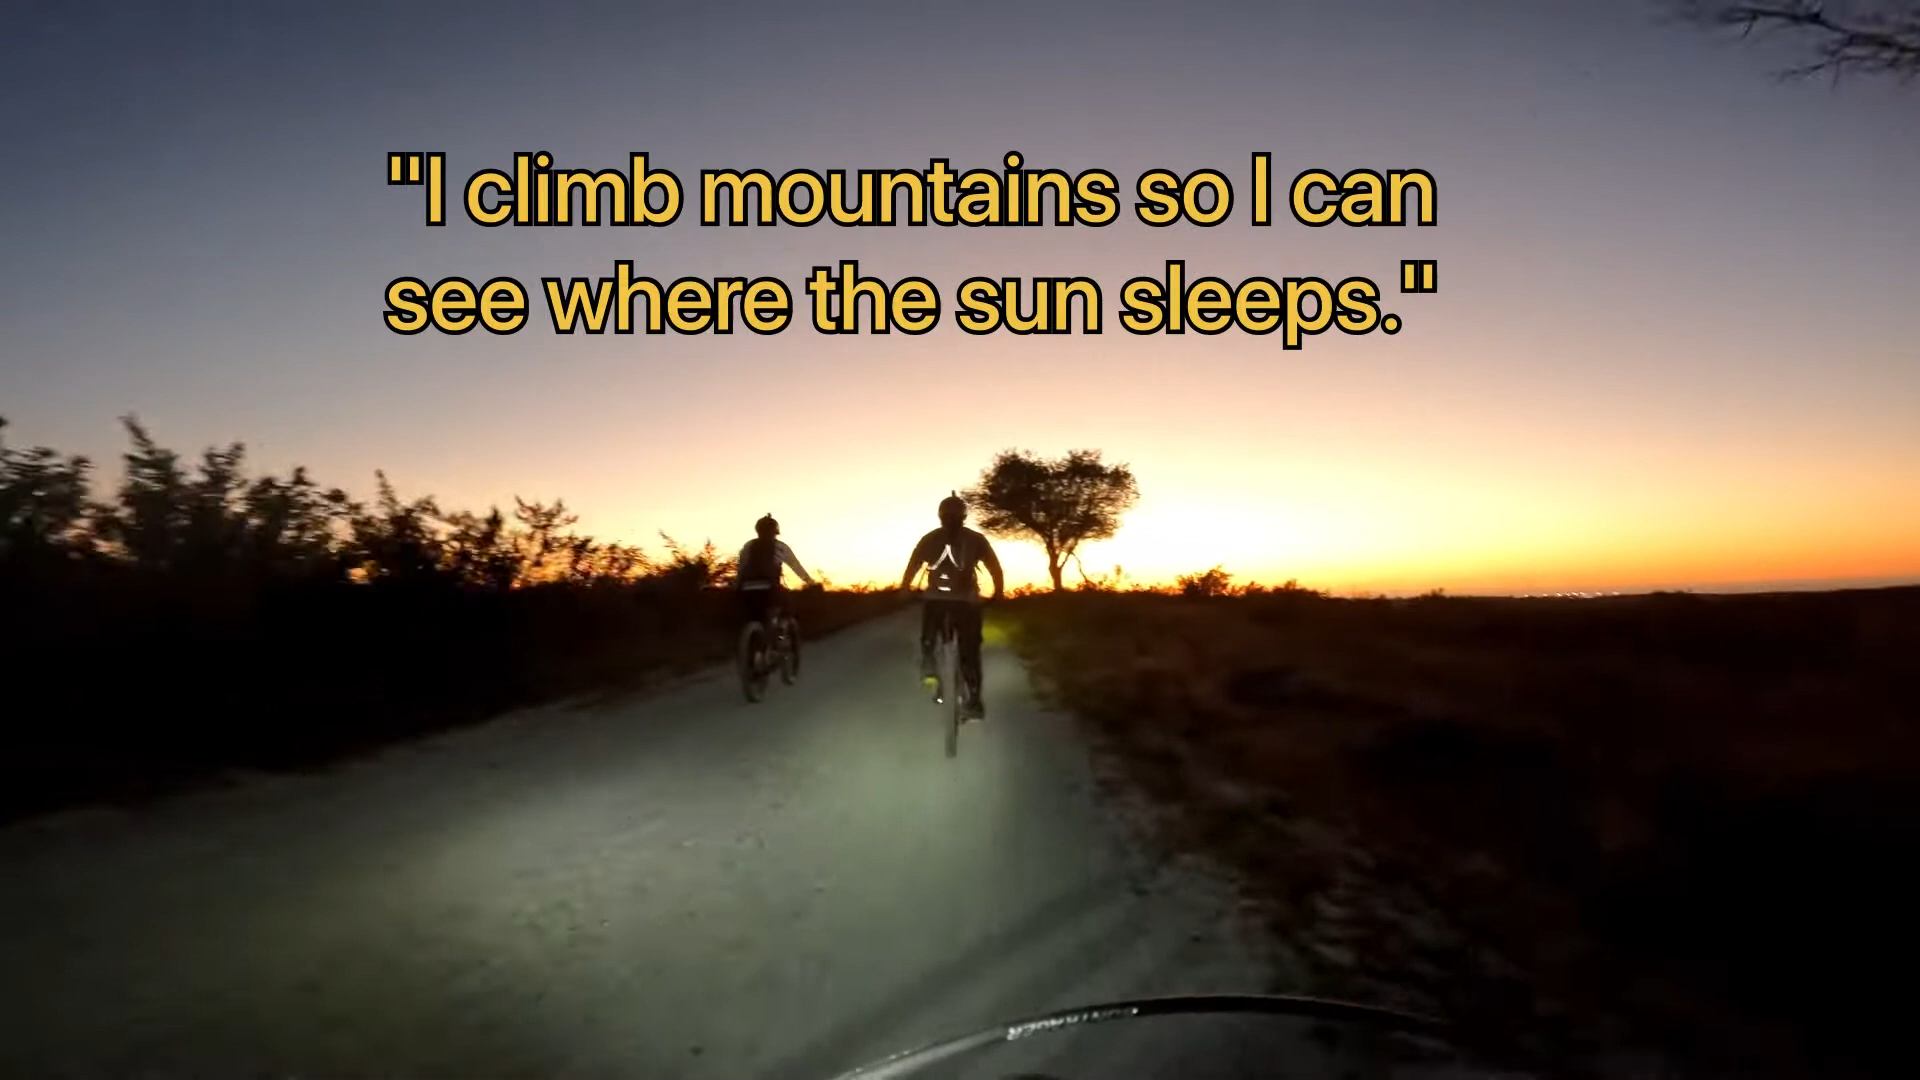 "I climb mountains so I can
see where the sun sleeps."